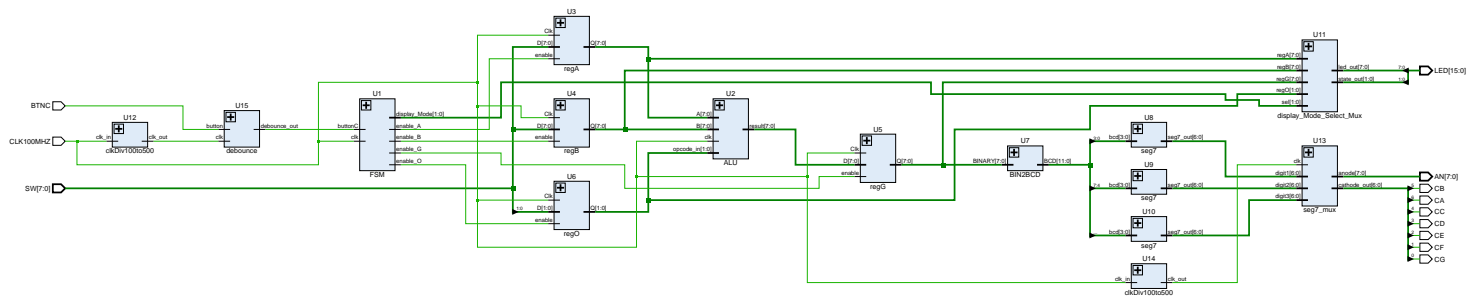 BTNC
CLK100MHZ
SW[7:0]
U12
clk_in
clk_out
clkDiv100to500
U15
button
clk
debounce_out
debounce
U1
buttonC
clk
display_Mode[1:0]
enable_A
enable_B
enable_G
enable_O
FSM
U3
Clk
D[7:0]
enable
Q[7:0]
regA
U4
Clk
D[7:0]
enable
Q[7:0]
regB
U6
Clk
1:0
D[1:0]
enable
Q[1:0]
regO
U2
A[7:0]
B[7:0]
clk
opcode_in[1:0]
result[7:0]
ALU
U5
Clk
D[7:0]
enable
Q[7:0]
regG
U7
BINARY[7:0]
BCD[11:0]
BIN2BCD
U8
bcd[3:0]
seg7_out[6:0]
seg7
U9
bcd[3:0]
seg7_out[6:0]
seg7
U10
bcd[3:0]
seg7_out[6:0]
seg7
U14
clk_in
clk_out
clkDiv100to500
U11
regA[7:0]
regB[7:0]
regG[7:0]
regO[1:0]
sel[1:0]
led_out[7:0]
state_out[1:0]
display_Mode_Select_Mux
U13
clk
digit1[6:0]
digit2[6:0]
digit3[6:0]
anode[7:0]
cathode_out[6:0]
seg7_mux
7:0
LED[15:0]
AN[7:0]
CB
CA
CC
CD
CE
CF
CG